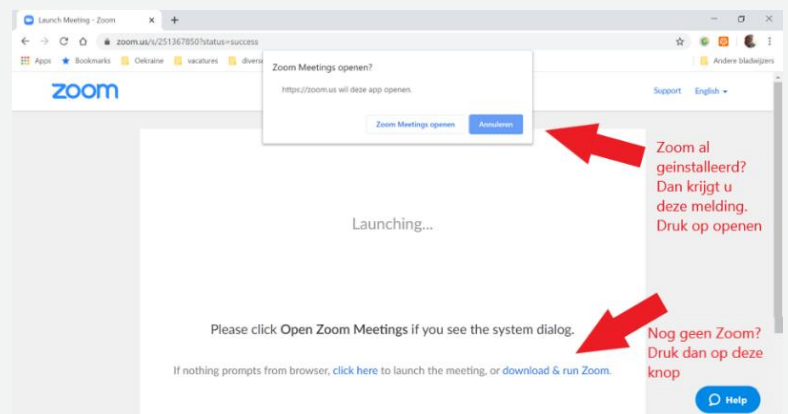 Launch Meeting - Zoom
zoom.us/s/251367850?status=success
Apps Bookmarks Oekraine vacatures Andere bladwijzers
Zoom Meetings openen?
https://zoom.us wil deze app openen.
Zoom Meetings openen Annuleren
zoom
Support English
Zoom al
geinstalleerd?
Dan krijgt u
deze melding.
Druk op openen
Launching...
Please click Open Zoom Meetings if you see the system dialog.
If nothing prompts from browser, click here to launch the meeting, or download & run Zoom.
Nog geen Zoom?
Druk dan op deze
knop
Help